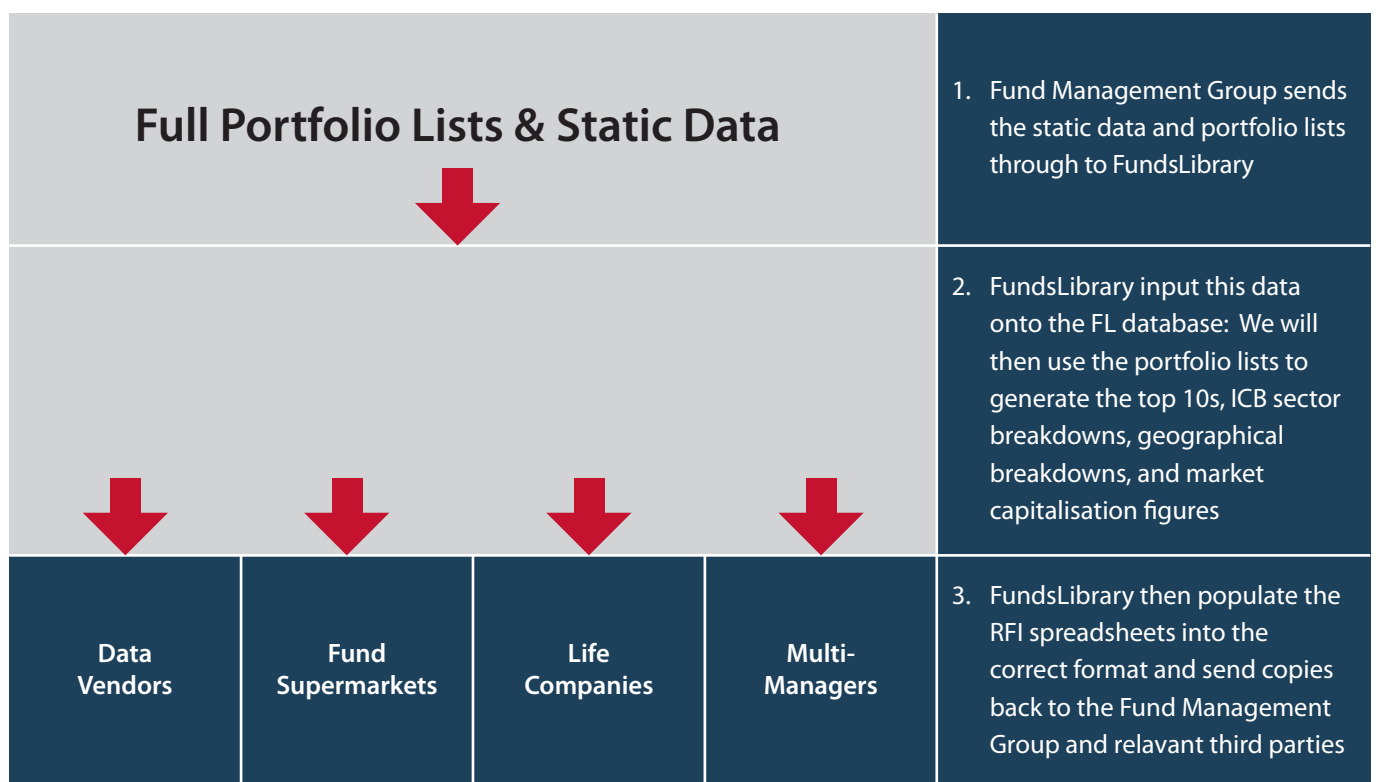 Full Portfolio Lists & Static Data
1. Fund Management Group sends
the static data and portfolio lists
through to FundsLibrary
2. FundsLibrary input this data
onto the FL database: We will
then use the portfolio lists to
generate the top 10s, ICB sector
breakdowns, geographical
breakdowns, and market
capitalisation figures
Data
Vendors
Fund
Supermarkets
Life
Companies
Multi-
Managers
3. FundsLibrary then populate the
RFI spreadsheets into the
correct format and send copies
back to the Fund Management
Group and relavant third parties